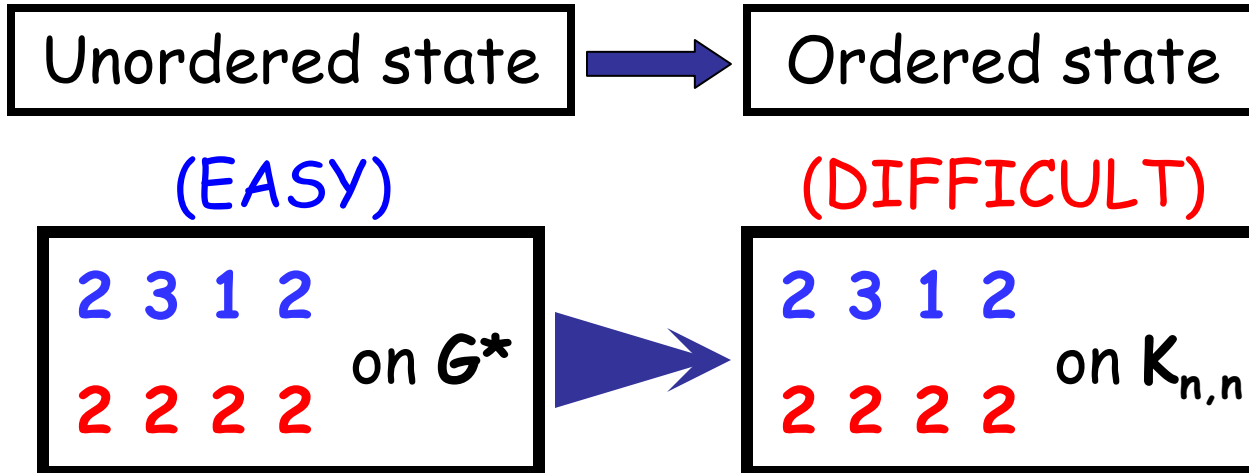 Unordered state
Ordered state
(EASY)
(DIFFICULT)
2 3 1 2
on G*
2 2 2 2
2 3 1 2
on Kn,n
2 2 2 2